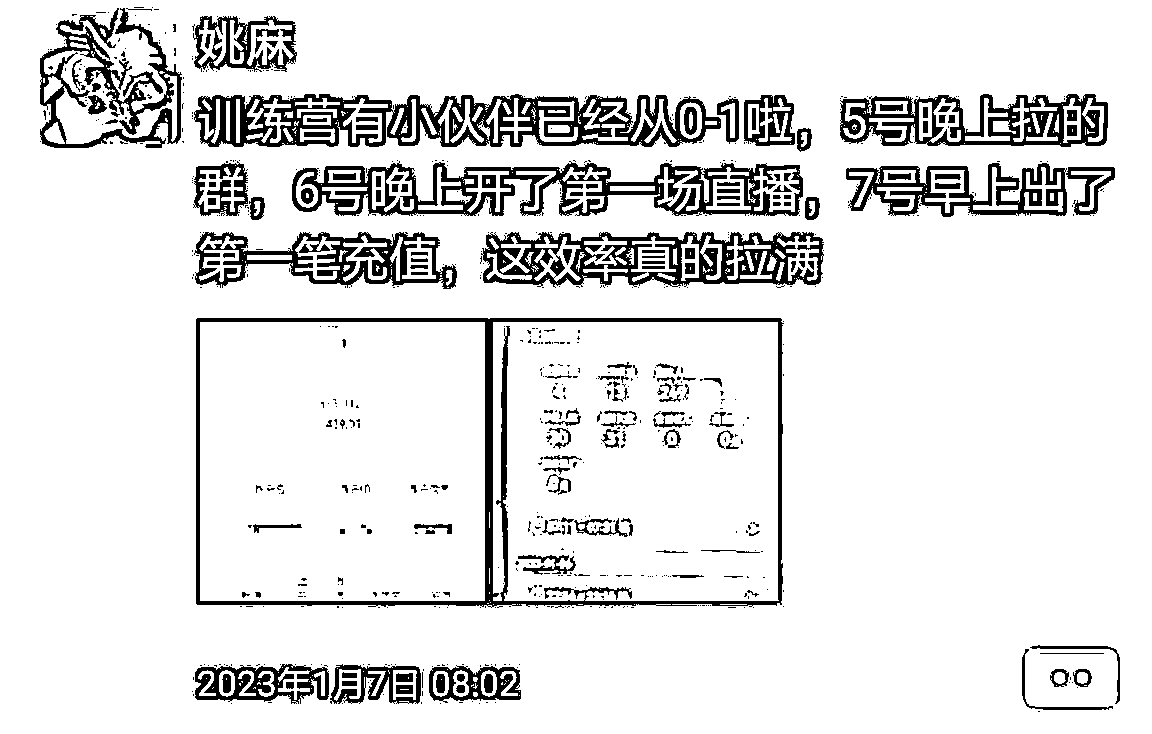 姚麻
训练营有小伙伴已经从0-1啦，5号晚上拉的
群，6号晚上开了第一场直播，7号早上出了
第一笔充值，这效率真的拉满
2023年1月7日 08:02